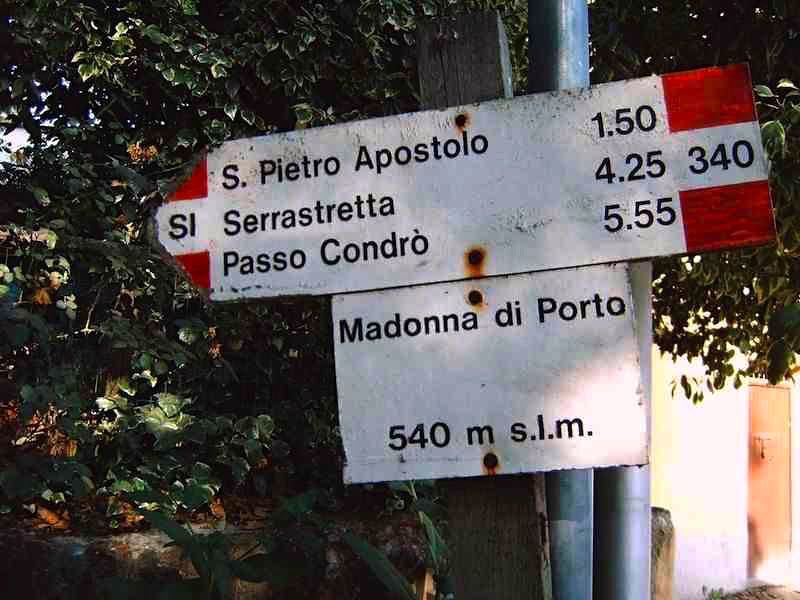 S. Pietro Apostolo 1.50
SI Serrastretta 4.25 340
Passo Condrò 5.55
Madonna di Porto
540 m s.l.m.